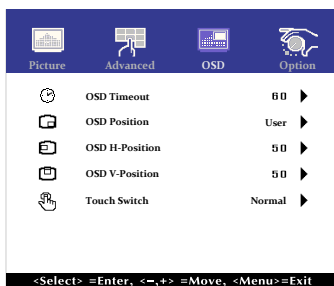 Picture Advanced OSD Option
OSD Timeout 60
OSD Position User
OSD H-Position 50
OSD V-Position 50
Touch Switch Normal
<Select> =Enter, <−,+> =Move, <Menu>=Exit